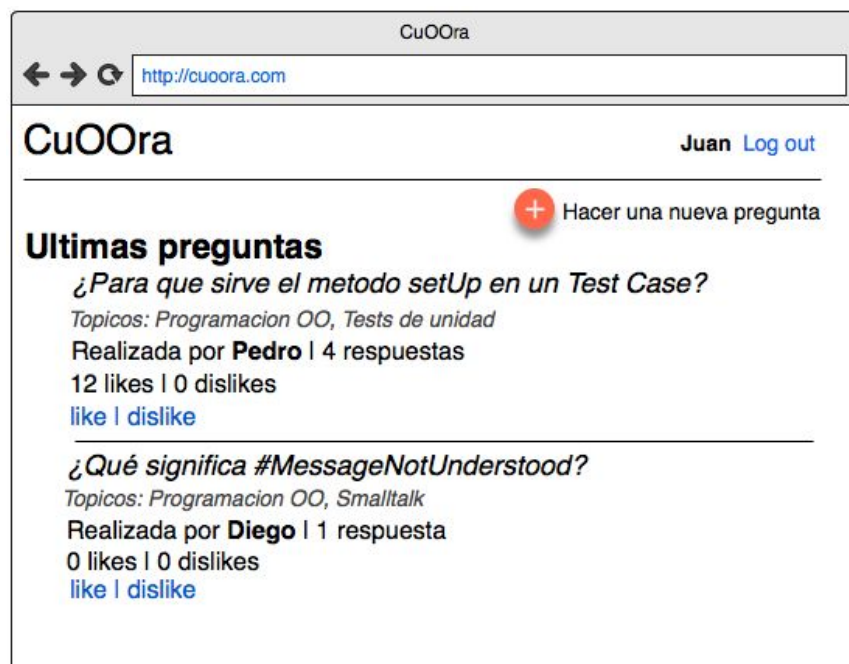 CuOOra
http://cuoora.com
CuOOra
Juan Log out
+ Hacer una nueva pregunta
Ultimas preguntas
¿Para que sirve el metodo setUp en un Test Case?
Topicos: Programacion OO, Tests de unidad
Realizada por Pedro | 4 respuestas
12 likes | 0 dislikes
like | dislike
¿Qué significa #MessageNotUnderstood?
Topicos: Programacion OO, Smalltalk
Realizada por Diego | 1 respuesta
0 likes | 0 dislikes
like | dislike